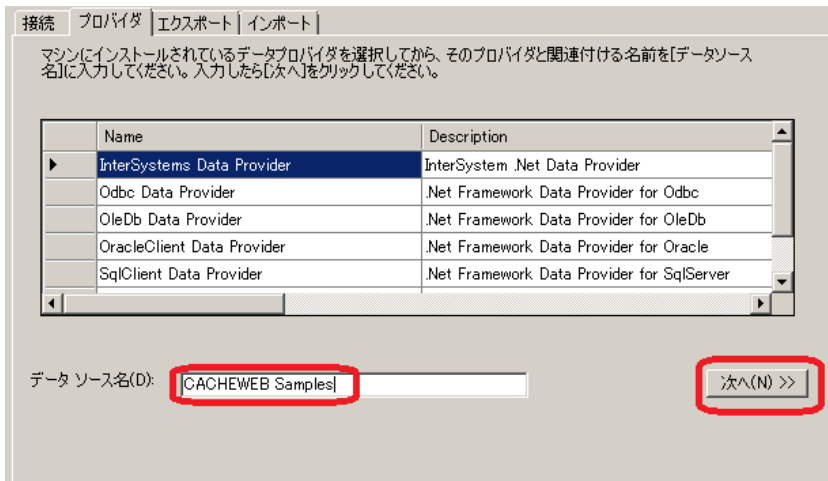 接続 プロバイダ エクスポート インポート
マシンにインストールされているデータプロバイダを選択してから、そのプロバイダと関連付ける名前を[データソース
名]に入力してください。入力したら[次へ]をクリックしてください。
Name Description
InterSystems Data Provider InterSystem .Net Data Provider
Odbc Data Provider .Net Framework Data Provider for Odbc
OleDb Data Provider .Net Framework Data Provider for OleDb
OracleClient Data Provider .Net Framework Data Provider for Oracle
SqlClient Data Provider .Net Framework Data Provider for SqlServer
データ ソース名(D): CACHEWEB Samples 次へ(N) >>